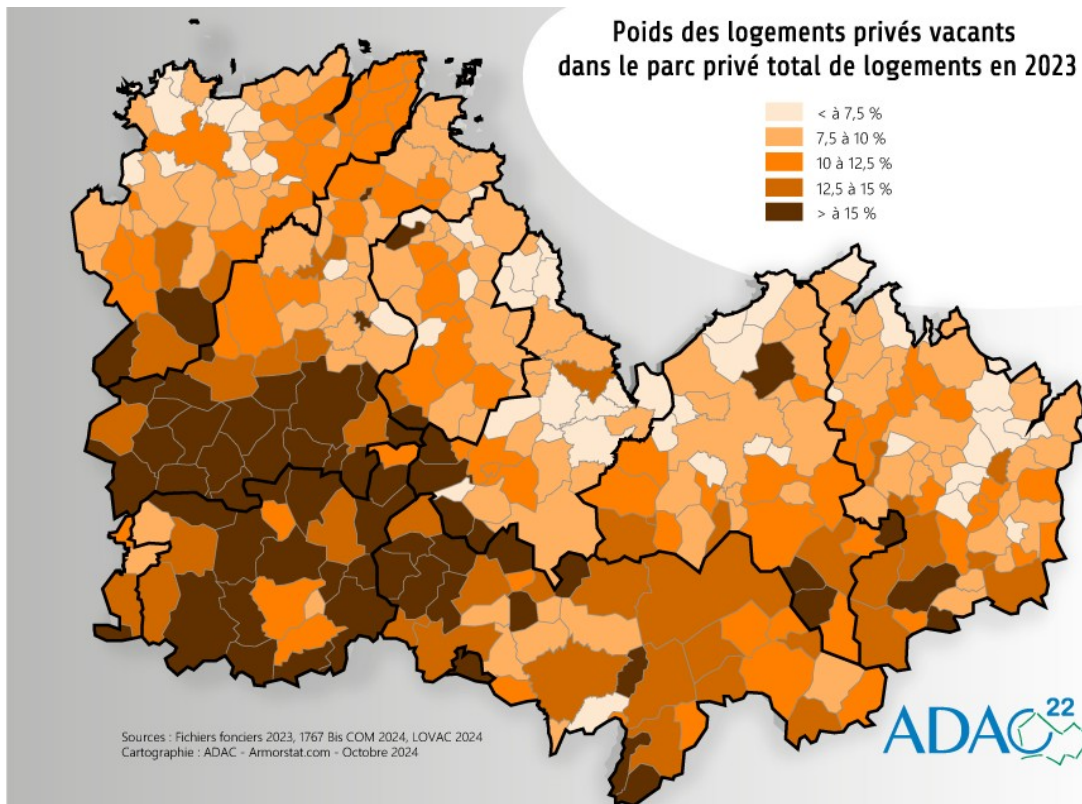 Poids des logements privés vacants
dans le parc privé total de logements en 2023
< à 7,5 %
7,5 à 10 %
10 à 12,5 %
12,5 à 15 %
> à 15 %
Sources : Fichiers fonciers 2023, 1767 Bis COM 2024, LOVAC 2024
Cartographie : ADAC - Armorstat.com - Octobre 2024
ADAC 22